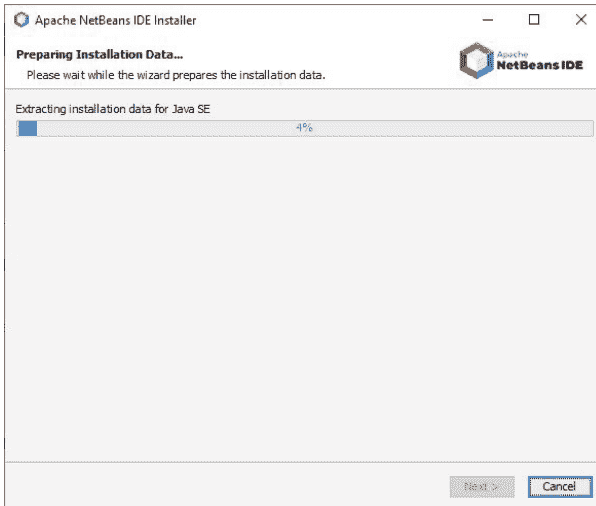 Apache NetBeans IDE Installer
Preparing Installation Data...
Please wait while the wizard prepares the installation data.
Apache
NetBeans IDE
Extracting installation data for Java SE
4%
Next >
Cancel